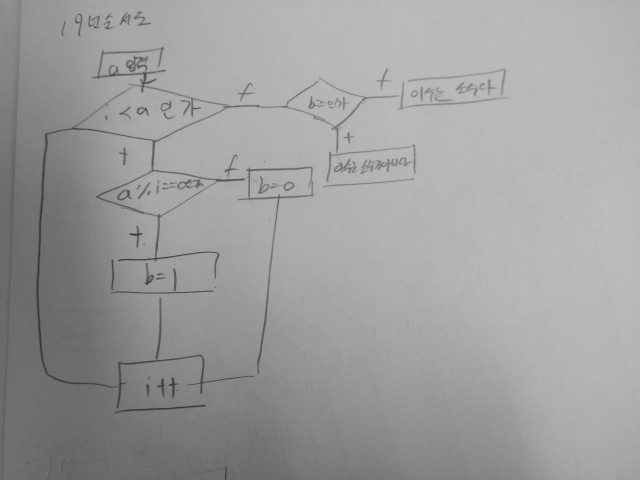 19번순서도
a 입력
i < a 인가
f
b=인가
f
이수는 소수다
t
이수는 소수가아니다
t
a % i == 0인가
f
b=0
t
b=1
i++